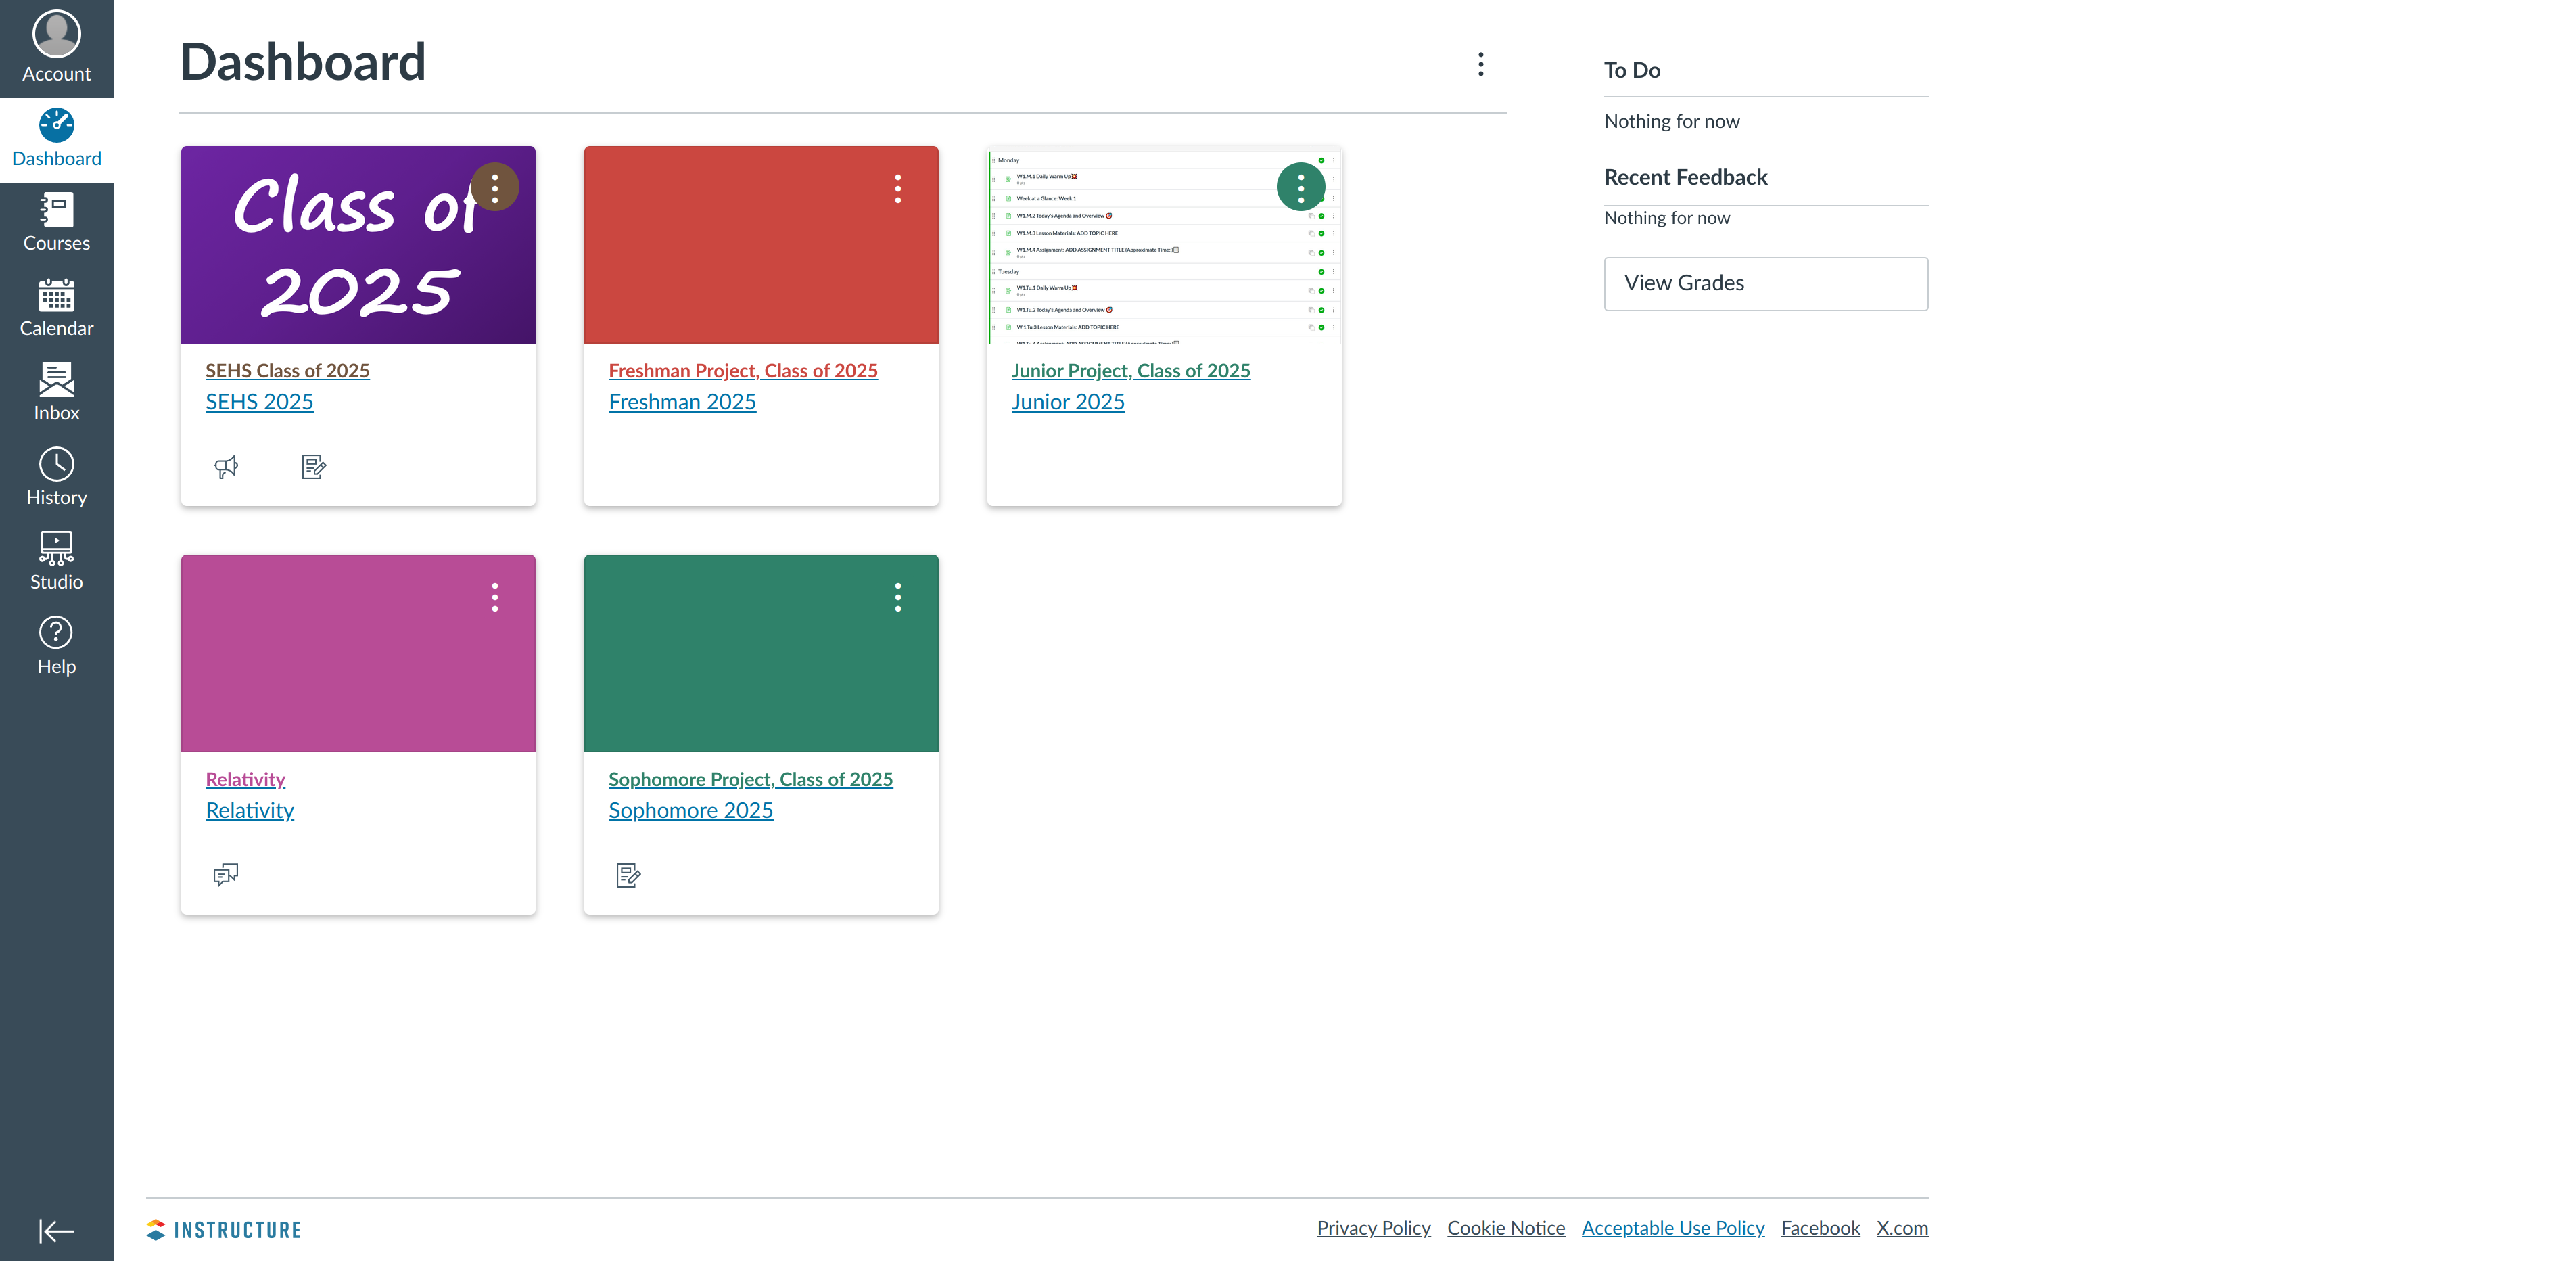 Account
Dashboard
Courses
Calendar
Inbox
History
Studio
Help
Dashboard
Class of
2025
SEHS Class of 2025
SEHS 2025
Freshman Project, Class of 2025
Freshman 2025
Monday
W1.M.1 Daily Warm Up
0 pts
Week at a Glance: Week 1
W1.M.2 Today's Agenda and Overview
W1.M.3 Lesson Materials: ADD TOPIC HERE
W1.M.4 Assignment: ADD ASSIGNMENT TITLE (Approximate Time: )
Tuesday
W1.Tu.1 Daily Warm Up
W1.Tu.2 Today's Agenda and Overview
W 1.Tu.3 Lesson Materials: ADD TOPIC HERE
Junior Project, Class of 2025
Junior 2025
Relativity
Relativity
Sophomore Project, Class of 2025
Sophomore 2025
To Do
Nothing for now
Recent Feedback
Nothing for now
View Grades
INSTRUCTURE
Privacy Policy Cookie Notice Acceptable Use Policy Facebook X.com